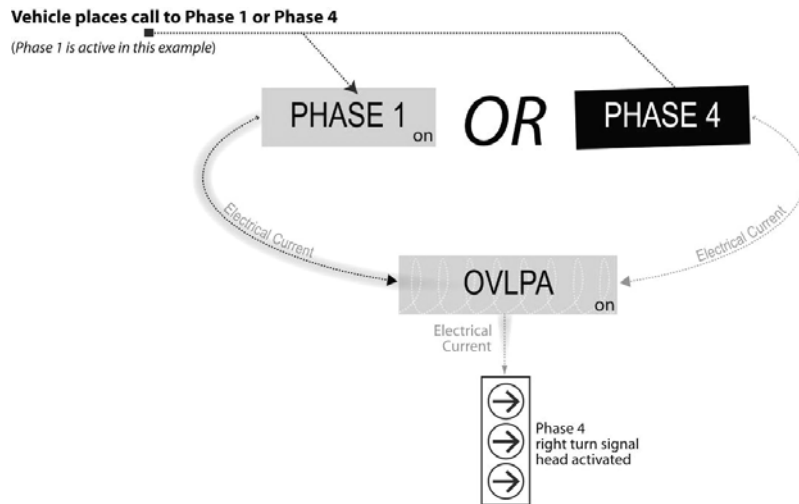 Vehicle places call to Phase 1 or Phase 4
(Phase 1 is active in this example)
PHASE 1
on
OR
PHASE 4
Electrical Current
Electrical Current
OVLPA
on
Electrical
Current
Phase 4
right turn signal
head activated